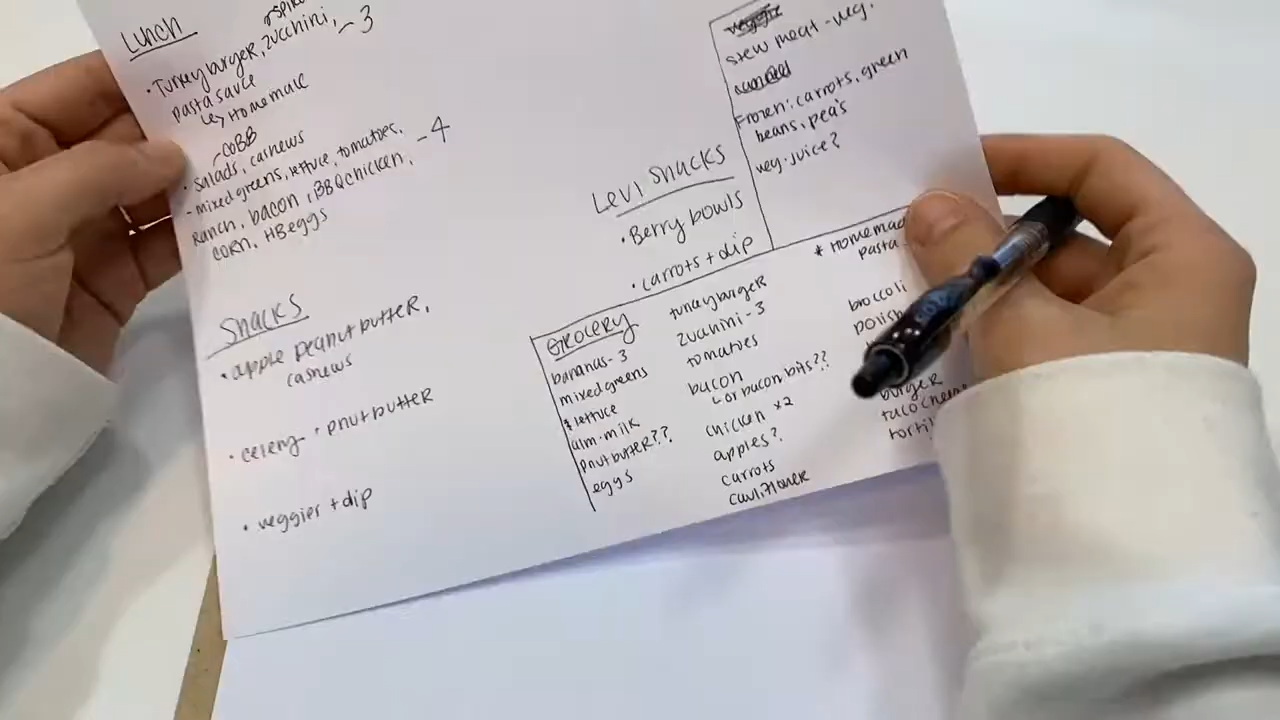 Lunch
• Turkey burger, zucchini, - 3
pasta sauce
↳ Homemade
- COBB
• salads, cashews
- mixed greens, lettuce, tomatoes,
Ranch, bacon, BBQ chicken, - 4
corn, HB eggs
Snacks
• apple peanut butter,
cashews
• celery + pnut butter
• veggies + dip
Levi Snacks
• Berry bowls
• carrots + dip
stew meat - veg.
Frozen: carrots, green
beans, pea's
veg. juice?
Grocery
bananas - 3
mixed greens
* lettuce
alm. milk
pnut butter??
eggs
turkey burger
zucchini - 3
tomatoes
bacon
↳ or bacon bits??
chicken x2
apples?
carrots
cauliflower
* Homemad
pasta
broccoli
polish
burger
taco chee
tortil